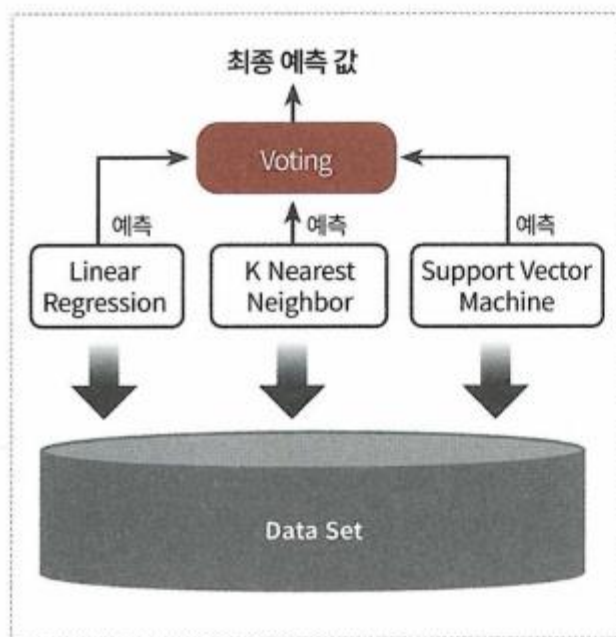 최종 예측 값
Voting
예측
예측
예측
Linear
Regression
K Nearest
Neighbor
Support Vector
Machine
Data Set